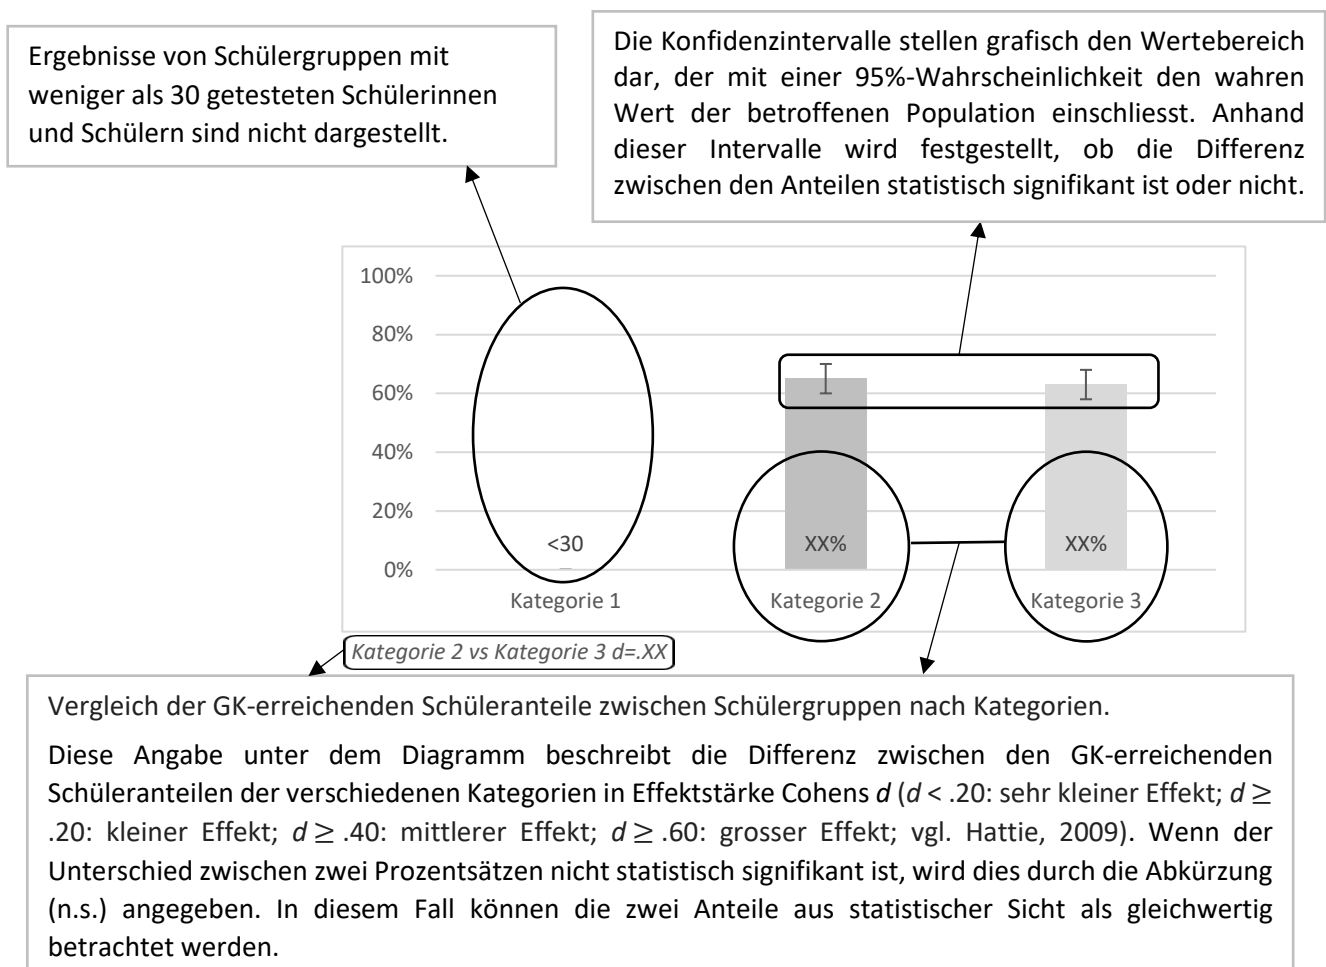 Ergebnisse von Schülergruppen mit
weniger als 30 getesteten Schülerinnen
und Schülern sind nicht dargestellt.
Die Konfidenzintervalle stellen grafisch den Wertebereich
dar, der mit einer 95%-Wahrscheinlichkeit den wahren
Wert der betroffenen Population einschliesst. Anhand
dieser Intervalle wird festgestellt, ob die Differenz
zwischen den Anteilen statistisch signifikant ist oder nicht.
100%
80%
60%
40%
20%
0%
<30
XX%
XX%
Kategorie 1
Kategorie 2
Kategorie 3
Kategorie 2 vs Kategorie 3 d=.XX
Vergleich der GK-erreichenden Schüleranteile zwischen Schülergruppen nach Kategorien.
Diese Angabe unter dem Diagramm beschreibt die Differenz zwischen den GK-erreichenden
Schüleranteilen der verschiedenen Kategorien in Effektstärke Cohens d (d < .20: sehr kleiner Effekt; d ≥
.20: kleiner Effekt; d ≥ .40: mittlerer Effekt; d ≥ .60: grosser Effekt; vgl. Hattie, 2009). Wenn der
Unterschied zwischen zwei Prozentsätzen nicht statistisch signifikant ist, wird dies durch die Abkürzung
(n.s.) angegeben. In diesem Fall können die zwei Anteile aus statistischer Sicht als gleichwertig
betrachtet werden.